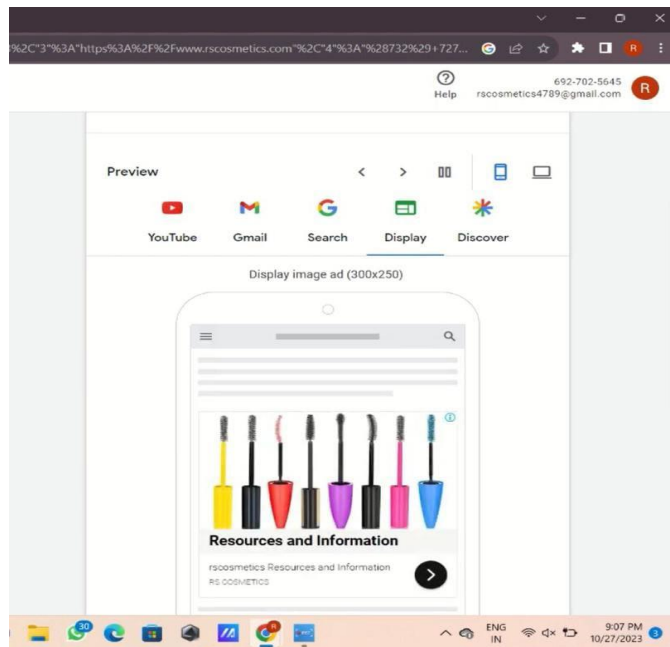 %2C"3"%3A"https%3A%2F%2Fwww.rscosmetics.com"%2C"4"%3A"%28732%29+727...
R
692-702-5645
Help rscosmetics4789@gmail.com R
Preview
YouTube Gmail Search Display Discover
Display image ad (300x250)
Resources and Information
rscosmetics Resources and Information
RS COSMETICS
30
R
ENG
IN
9:07 PM
10/27/2023
3